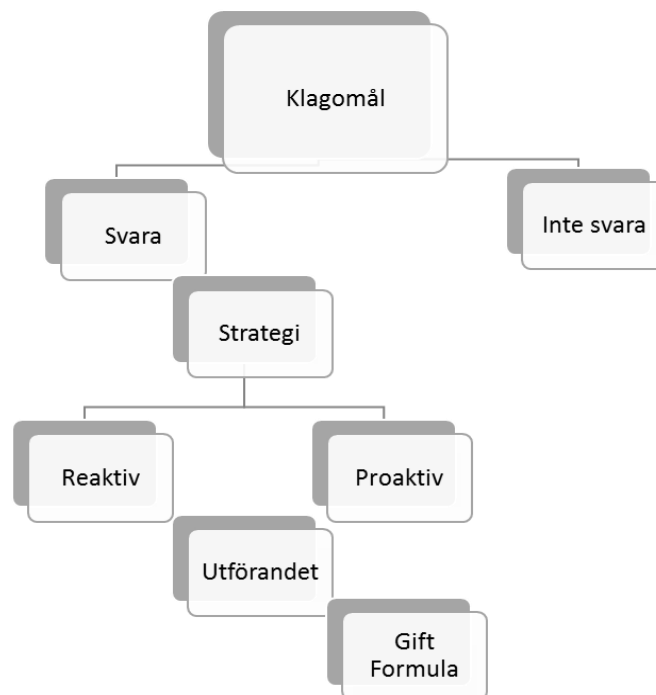 Klagomål
Svara
Inte svara
Strategi
Reaktiv
Proaktiv
Utförandet
Gift
Formula